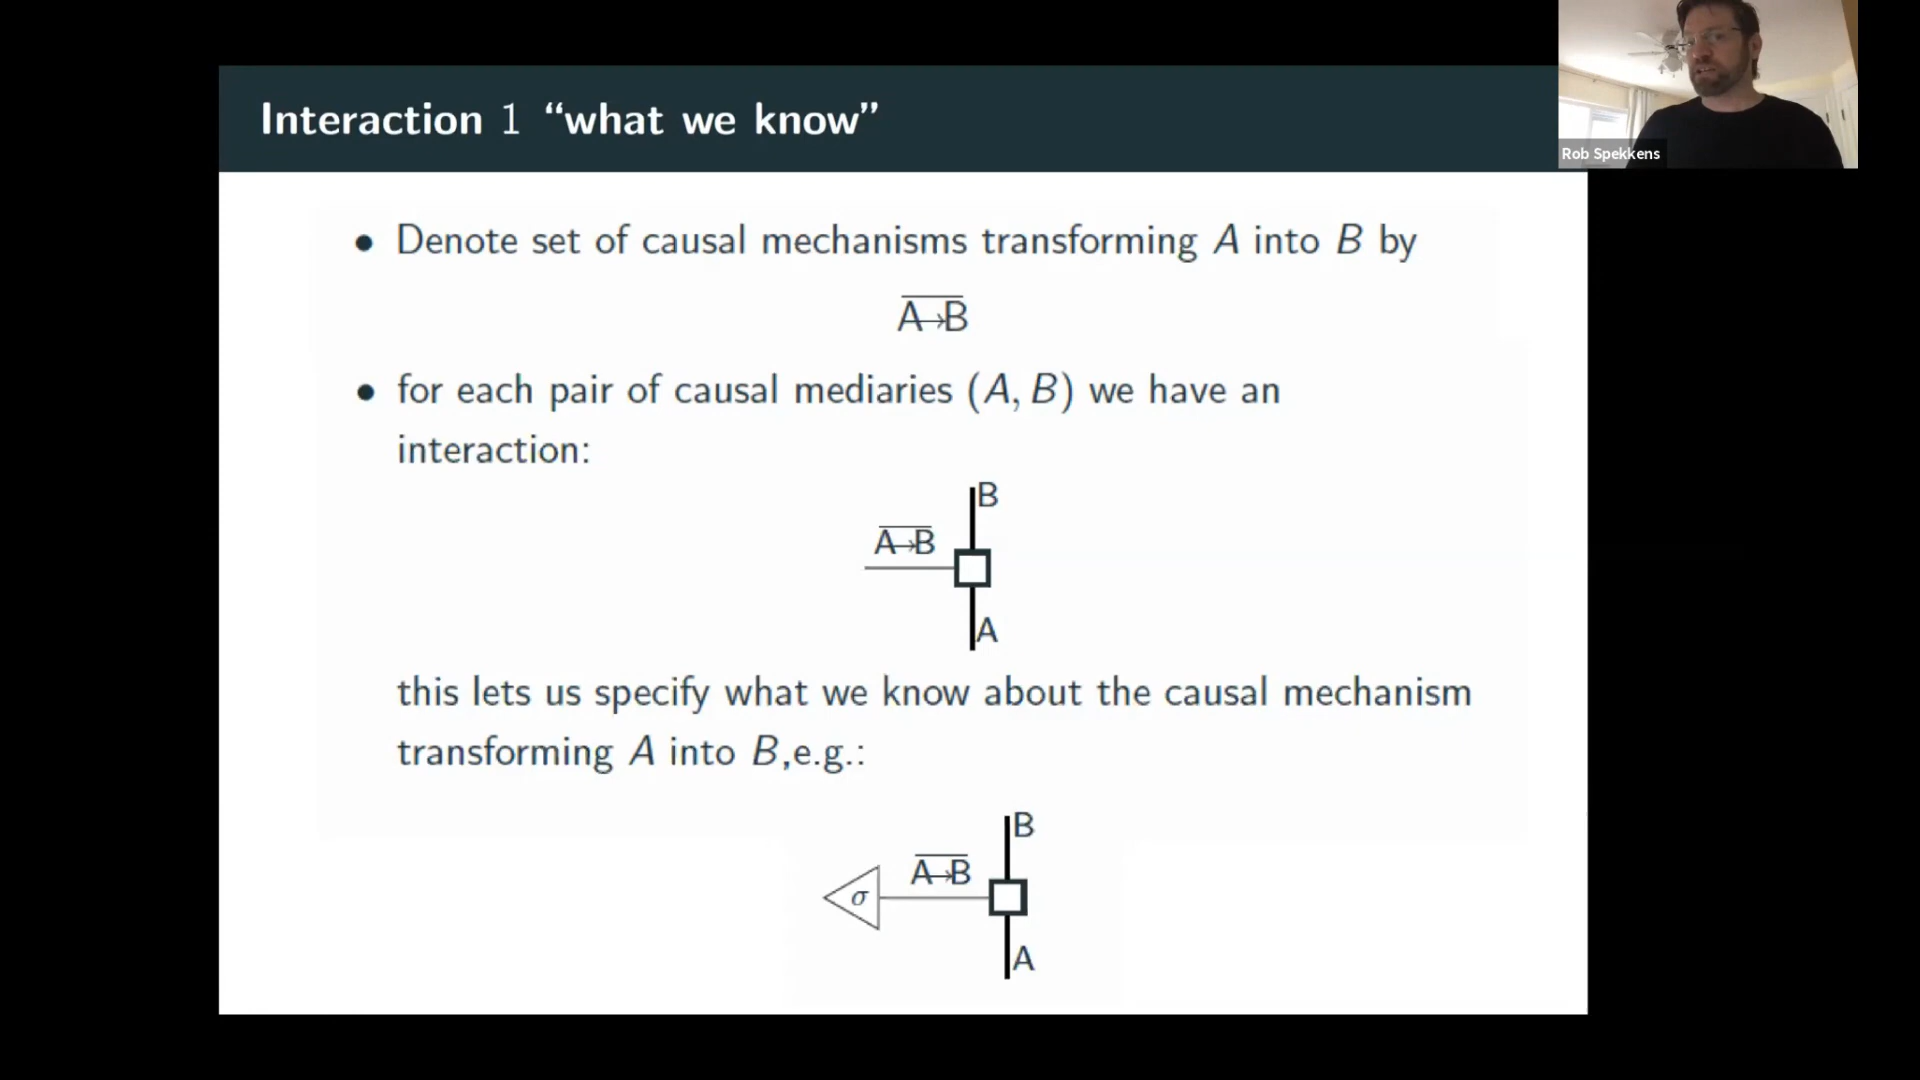 Interaction 1 “what we know”
Rob Spekkens
• Denote set of causal mechanisms transforming A into B by
A→B
• for each pair of causal mediaries (A, B) we have an
interaction:
B
A→B
A
this lets us specify what we know about the causal mechanism
transforming A into B,e.g.:
B
A→B
σ
A